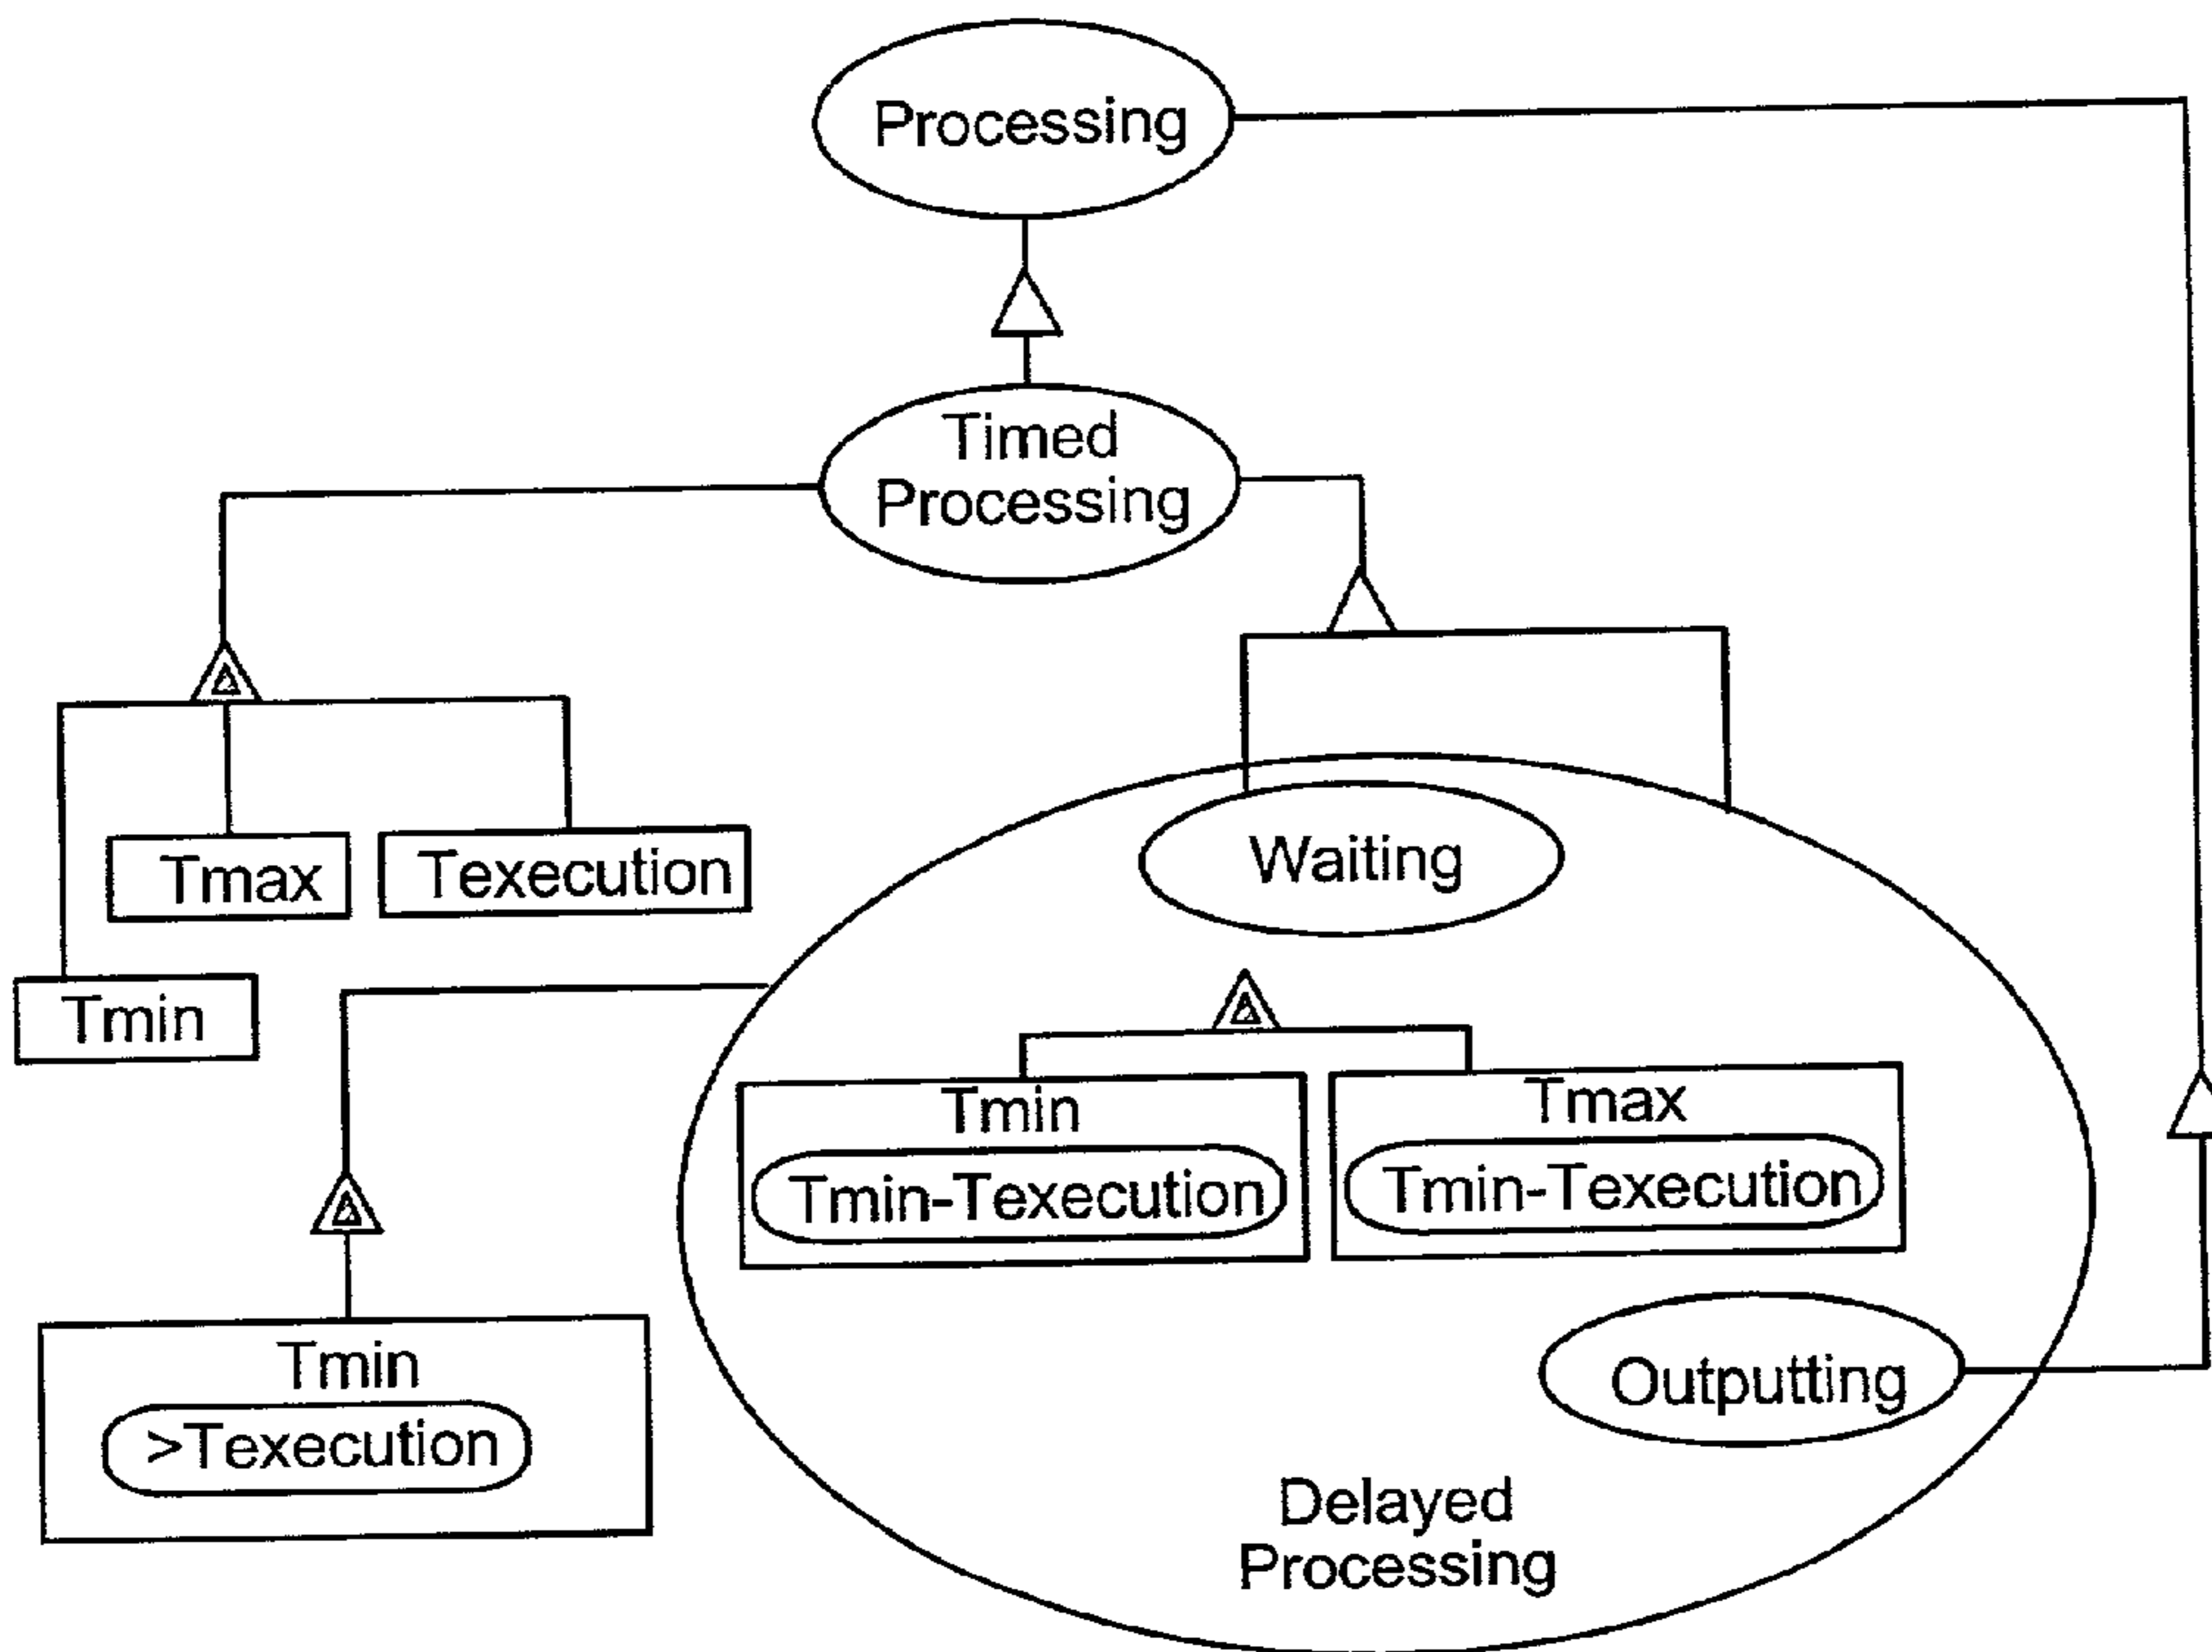 Processing
Timed
Processing
Tmax
Texecution
Waiting
Tmin
Tmin
Tmin-Texecution
Tmax
Tmin-Texecution
Tmin
>Texecution
Outputting
Delayed
Processing